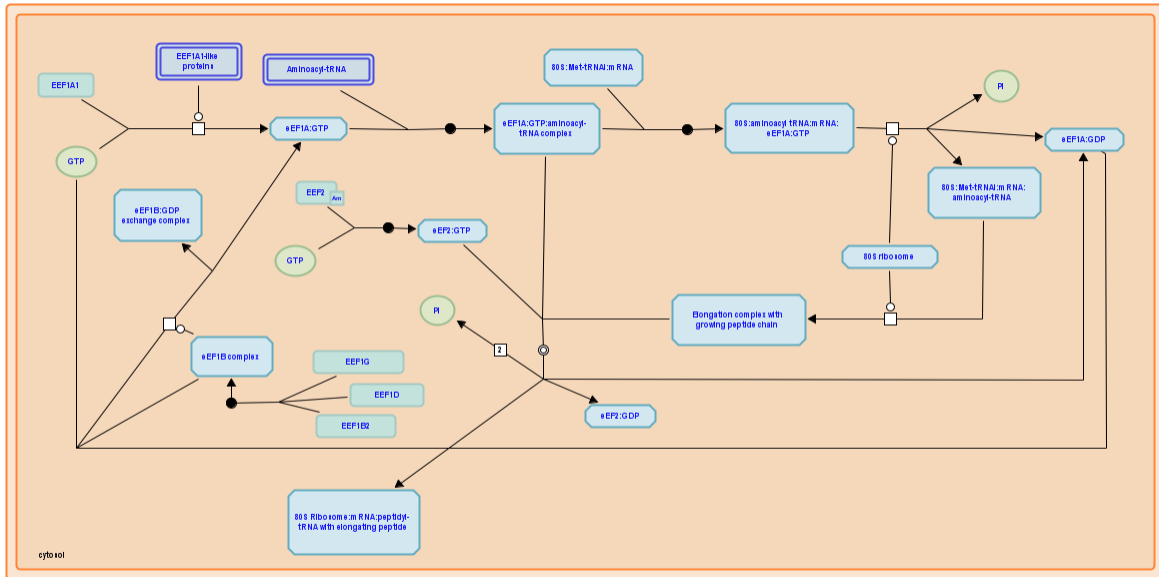 EEF1A1-like
proteins
EEF1A1
Aminoacyl-tRNA
80S:Met-tRNAi:mRNA
Pi
eEF1A:GTP
eEF1A:GTP:aminoacyl-
tRNA complex
80S:aminoacyl tRNA:mRNA:
eEF1A:GTP
eEF1A:GDP
GTP
80S:Met-tRNAi:mRNA:
aminoacyl-tRNA
EEF2
Am
eEF1B:GDP
exchange complex
eEF2:GTP
GTP
80S ribosome
Pi
Elongation complex with
growing peptide chain
2
eEF1B complex
EEF1G
EEF1D
EEF1B2
eEF2:GDP
80S Ribosome:mRNA:peptidyl-
tRNA with elongating peptide
cytosol